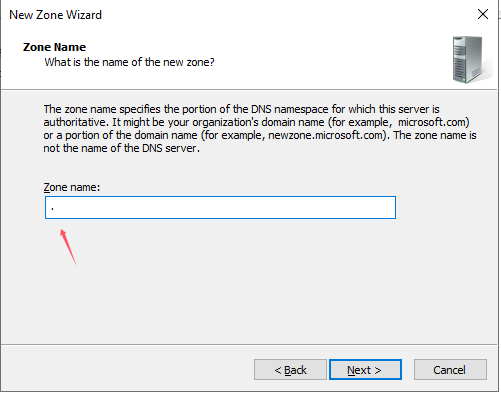 New Zone Wizard
Zone Name
What is the name of the new zone?
The zone name specifies the portion of the DNS namespace for which this server is
authoritative. It might be your organization's domain name (for example, microsoft.com)
or a portion of the domain name (for example, newzone.microsoft.com). The zone name is
not the name of the DNS server.
Zone name:
.
< Back
Next >
Cancel